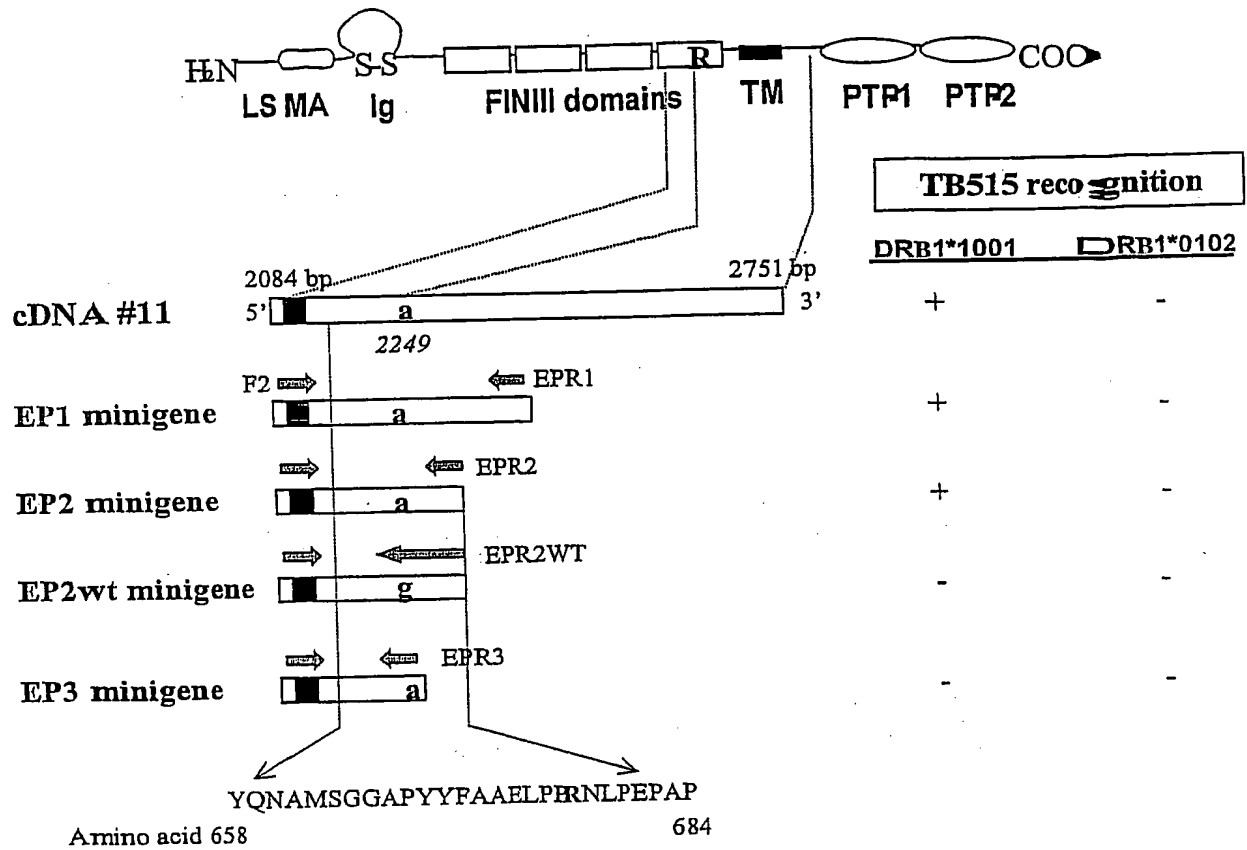 H₂N S-S R COO
LS MA Ig FINIII domains TM PTP1 PTP2
TB515 recognition
DRB1*1001 DRB1*0102
2084 bp 2751 bp
cDNA #11 5' a 3' + -
2249
F2 EPR1
EP1 minigene a + -
EPR2
EP2 minigene a + -
EPR2WT
EP2wt minigene g - -
EPR3
EP3 minigene a - -
YQNAMSGGAPYYFAAELPBRNLPEPAP
Amino acid 658 684